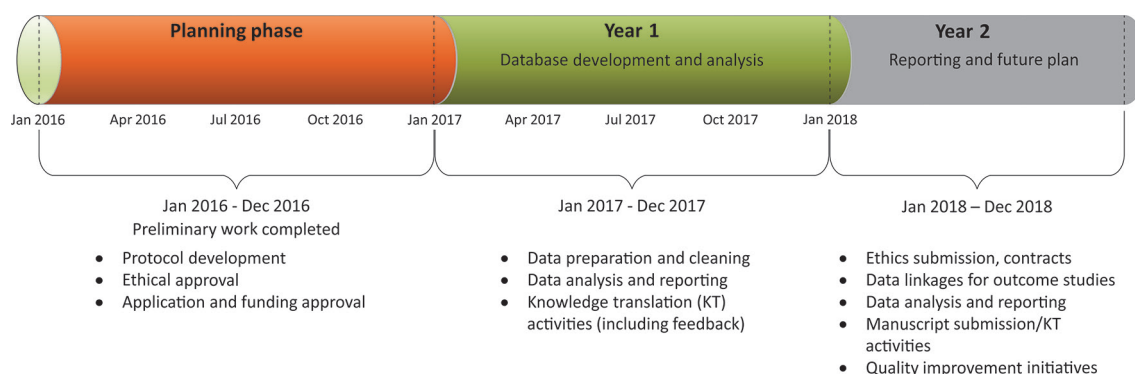 Planning phase
Year 1
Year 2
Database development and analysis
Reporting and future plan
Jan 2016
Apr 2016
Jul 2016
Oct 2016
Jan 2017
Apr 2017
Jul 2017
Oct 2017
Jan 2018
Jan 2016 - Dec 2016
Preliminary work completed
● Protocol development
● Ethical approval
● Application and funding approval
Jan 2017 - Dec 2017
● Data preparation and cleaning
● Data analysis and reporting
● Knowledge translation (KT)
activities (including feedback)
Jan 2018 – Dec 2018
● Ethics submission, contracts
● Data linkages for outcome studies
● Data analysis and reporting
● Manuscript submission/KT
activities
● Quality improvement initiatives